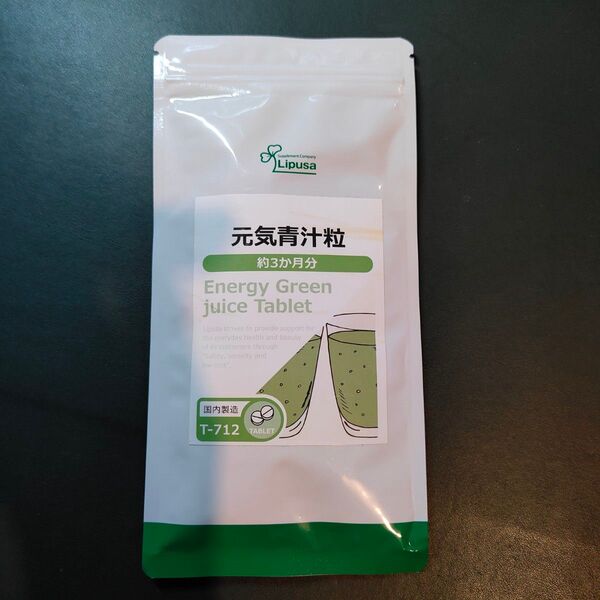 Supplement Company
Lipusa
元気青汁粒
約3か月分
Energy Green
juice Tablet
Lipusa strives to provide support for
the everyday health and beauty
of its customers through
"Safety, security and
low cost"
国内製造
T-712
TABLET